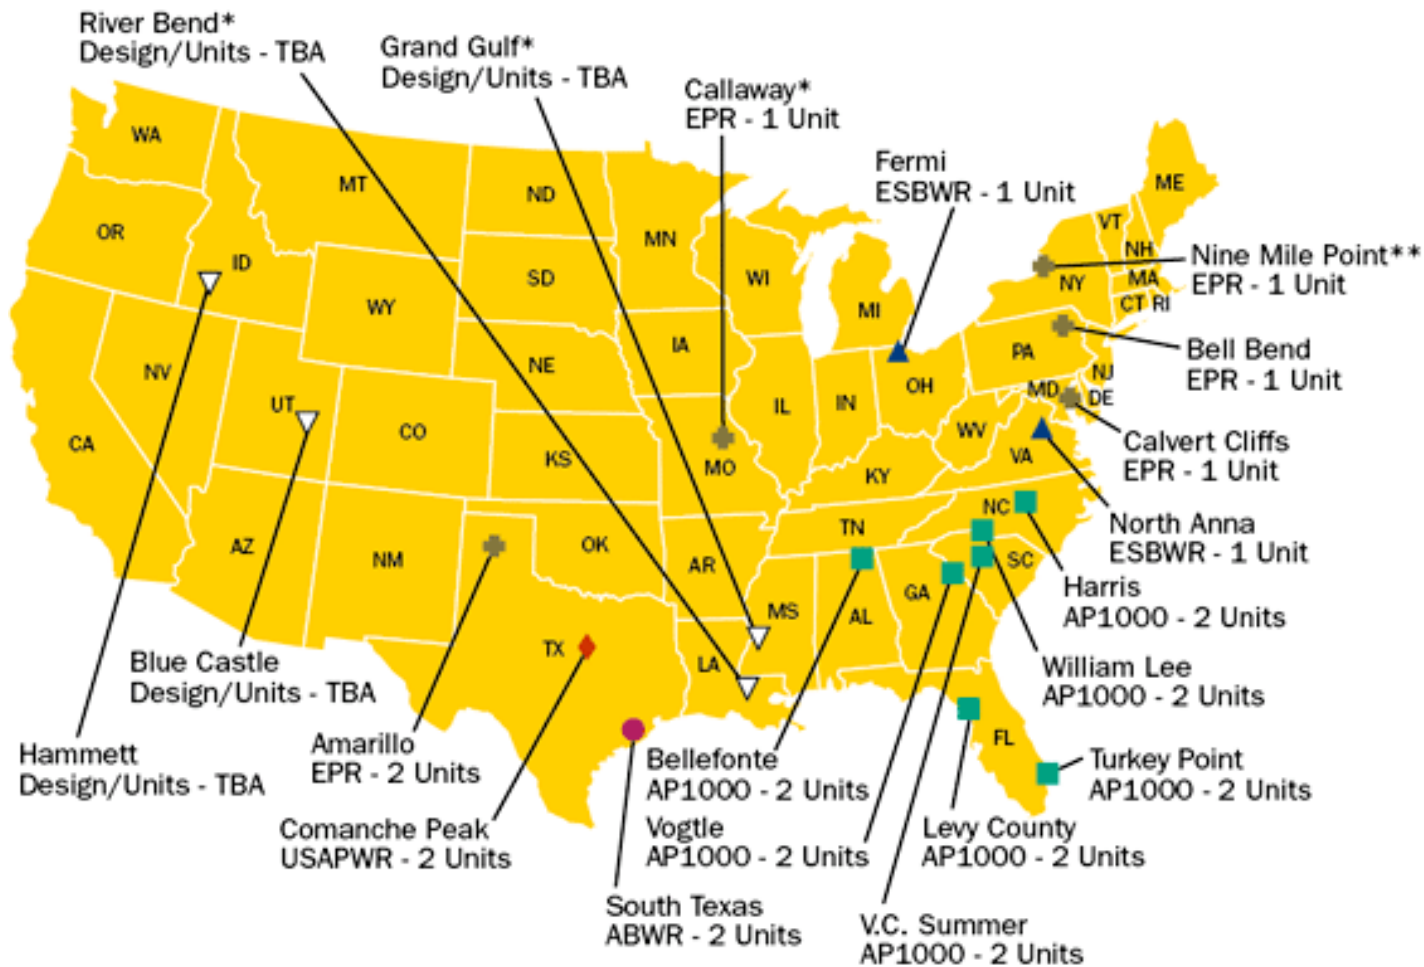 River Bend*
Design/Units - TBA
Grand Gulf*
Design/Units - TBA
Callaway*
EPR - 1 Unit
Fermi
ESBWR - 1 Unit
Nine Mile Point**
EPR - 1 Unit
Bell Bend
EPR - 1 Unit
Calvert Cliffs
EPR - 1 Unit
North Anna
ESBWR - 1 Unit
Harris
AP1000 - 2 Units
William Lee
AP1000 - 2 Units
Turkey Point
AP1000 - 2 Units
Levy County
AP1000 - 2 Units
V.C. Summer
AP1000 - 2 Units
Bellefonte
AP1000 - 2 Units
Vogtle
AP1000 - 2 Units
South Texas
ABWR - 2 Units
Comanche Peak
USAPWR - 2 Units
Amarillo
EPR - 2 Units
Blue Castle
Design/Units - TBA
Hammett
Design/Units - TBA
WA
MT
ND
MN
ME
VT
NH
OR
ID
SD
WI
MI
NY
MA
CT
RI
WY
IA
PA
NJ
NV
NE
OH
MD
DE
UT
IL
IN
CA
CO
KS
MO
WV
VA
KY
NC
AZ
NM
OK
TN
AR
SC
GA
MS
AL
TX
LA
FL